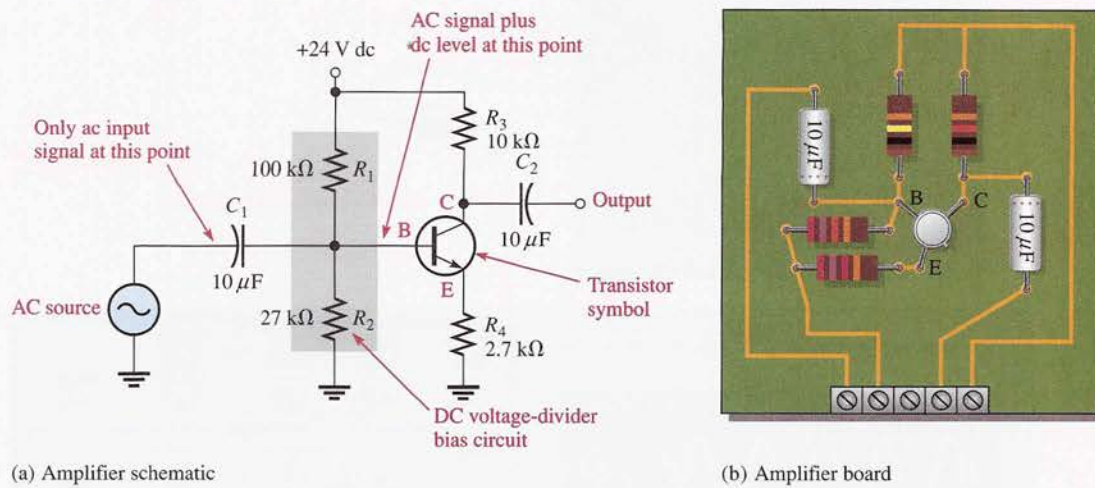 AC signal plus
dc level at this point
+24 V dc
Only ac input
signal at this point
R3
10 kΩ
C2
100 kΩ
R1
C
Output
C1
B
10 μF
10 μF
E
Transistor
symbol
AC source
27 kΩ
R2
R4
2.7 kΩ
DC voltage-divider
bias circuit
(a) Amplifier schematic
10 μF
B
C
10 μF
E
(b) Amplifier board